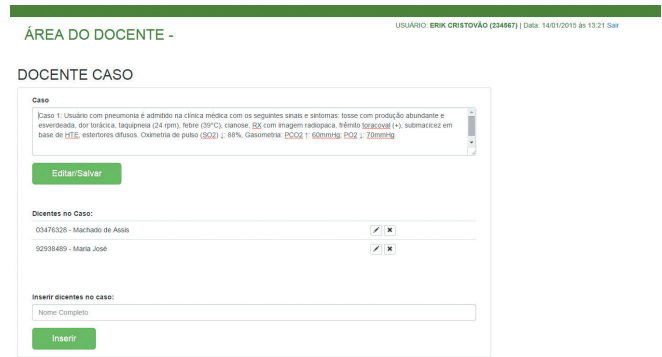 USUÁRIO: ERIK CRISTOVÃO (234567) | Data: 14/01/2015 às 13:21 Sair
ÁREA DO DOCENTE -
DOCENTE CASO
Caso
Caso 1: Usuário com pneumonia é admitido na clínica médica com os seguintes sinais e sintomas: tosse com produção abundante e
esverdeada, dor torácica, taquipneia (24 rpm), febre (39°C), cianose, RX com imagem radiopaca, frêmito toracoval (+), submacicez em
base de HTE, estertores difusos. Oximetria de pulso (SO2) ↓: 88%, Gasometria: PCO2 ↑: 60mmHg; PO2 ↓: 70mmHg
Editar/Salvar
Dicentes no Caso:
03476328 - Machado de Assis
92938489 - Maria José
Inserir dicentes no caso:
Nome Completo
Inserir